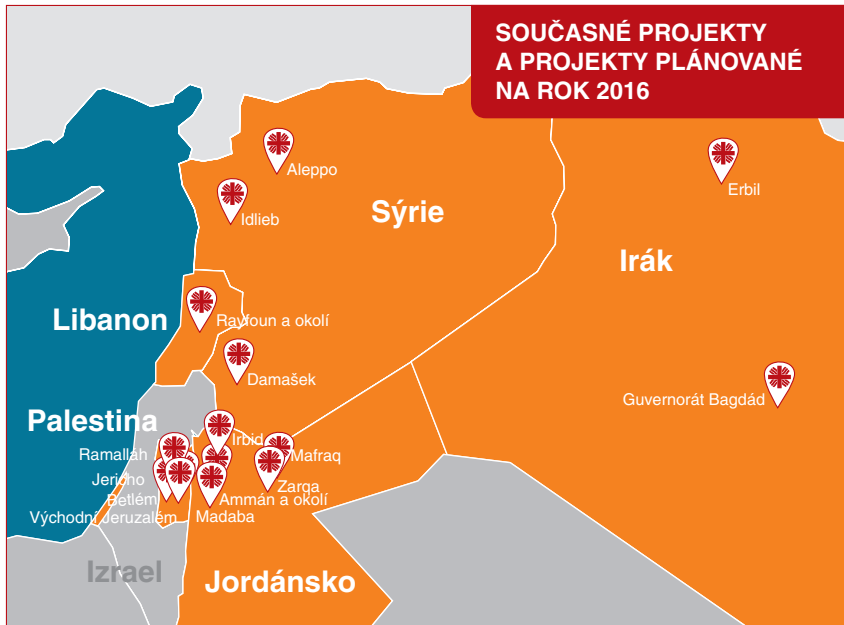 SOUČASNÉ PROJEKTY
A PROJEKTY PLÁNOVANÉ
NA ROK 2016
Aleppo
Erbil
Idlieb
Sýrie
Irák
Libanon
Rayfoun a okolí
Damašek
Guvernorát Bagdád
Palestina
Irbid
Ramalláh
Mafraq
Jericho
Zarqa
Betlém
Ammán a okolí
Východní Jeruzalém
Madaba
Izrael
Jordánsko